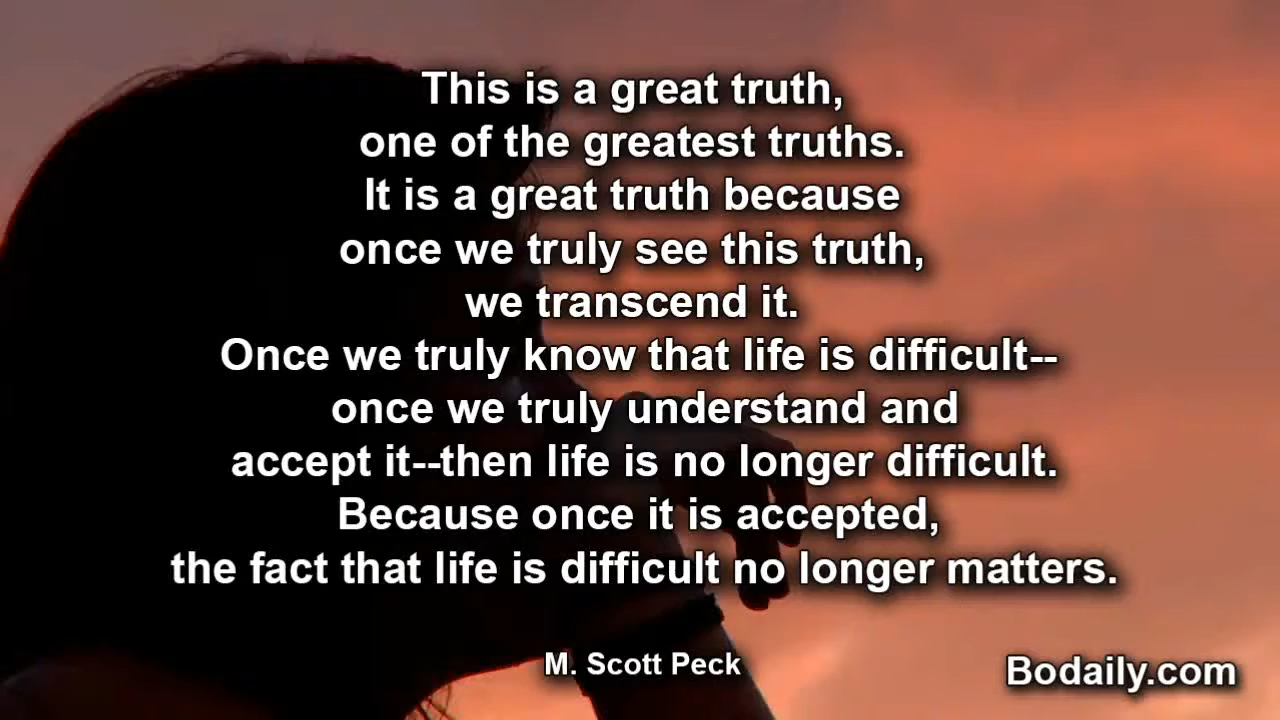 This is a great truth,
one of the greatest truths.
It is a great truth because
once we truly see this truth,
we transcend it.
Once we truly know that life is difficult--
once we truly understand and
accept it--then life is no longer difficult.
Because once it is accepted,
the fact that life is difficult no longer matters.
M. Scott Peck
Bodaily.com